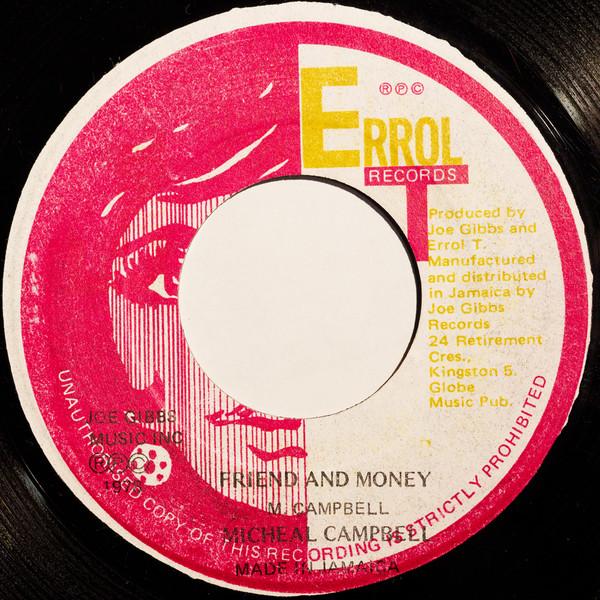 ERROL
ⓇⓅⒸ
RECORDS
T
Produced by
Joe Gibbs and
Errol T.
Manufactured
and distributed
in Jamaica by
Joe Gibbs
Records
24 Retirement
Cres.,
Kingston 5.
Globe
Music Pub.
JOE GIBBS
MUSIC INC
ⓇⓅⒸ
FRIEND AND MONEY
M. CAMPBELL
MICHEAL CAMPBELL
MADE IN JAMAICA
COPY OF THIS RECORDING IS STRICTLY PROHIBITED